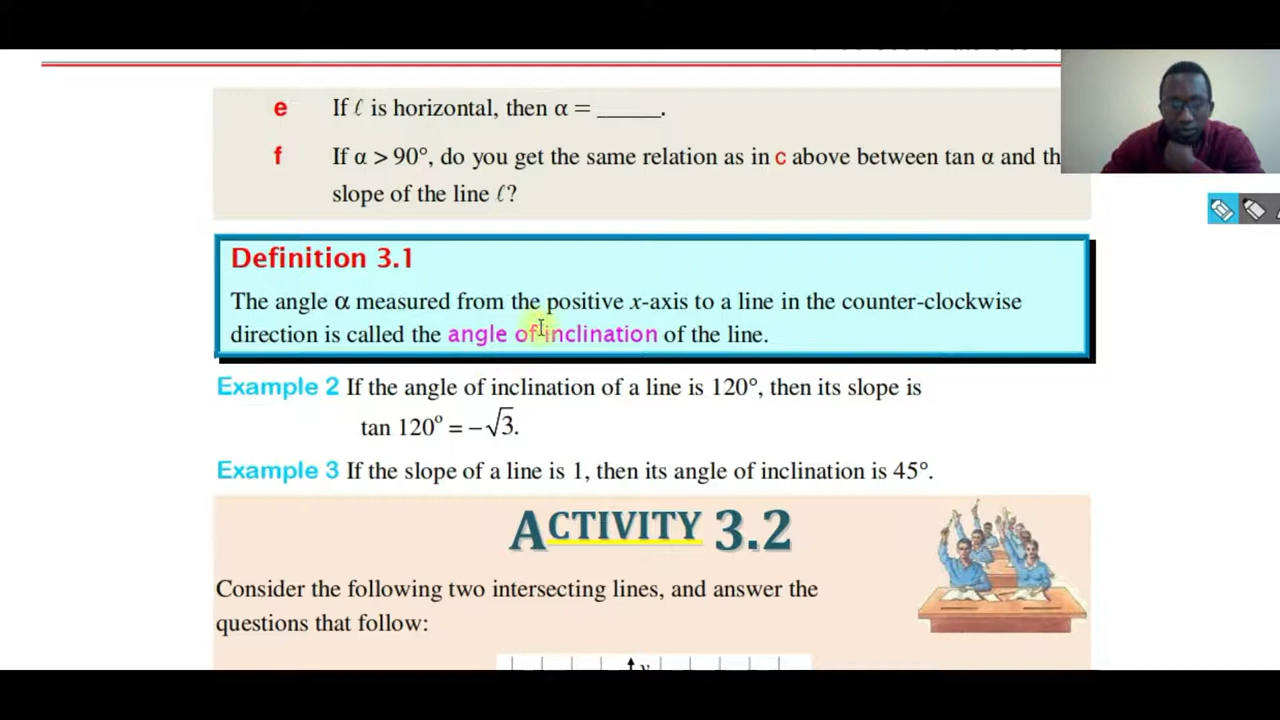 e If ℓ is horizontal, then α = _____.
f If α > 90°, do you get the same relation as in c above between tan α and th
slope of the line ℓ?
Definition 3.1
The angle α measured from the positive x-axis to a line in the counter-clockwise
direction is called the angle of inclination of the line.
Example 2 If the angle of inclination of a line is 120°, then its slope is
tan 120° = –√3.
Example 3 If the slope of a line is 1, then its angle of inclination is 45°.
ACTIVITY 3.2
Consider the following two intersecting lines, and answer the
questions that follow:
y